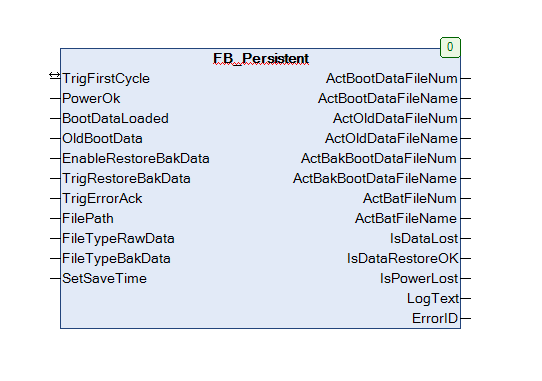 0
FB_Persistent
TrigFirstCycle ActBootDataFileNum
PowerOk ActBootDataFileName
BootDataLoaded ActOldDataFileNum
OldBootData ActOldDataFileName
EnableRestoreBakData ActBakBootDataFileNum
TrigRestoreBakData ActBakBootDataFileName
TrigErrorAck ActBatFileNum
FilePath ActBatFileName
FileTypeRawData IsDataLost
FileTypeBakData IsDataRestoreOK
SetSaveTime IsPowerLost
LogText
ErrorID